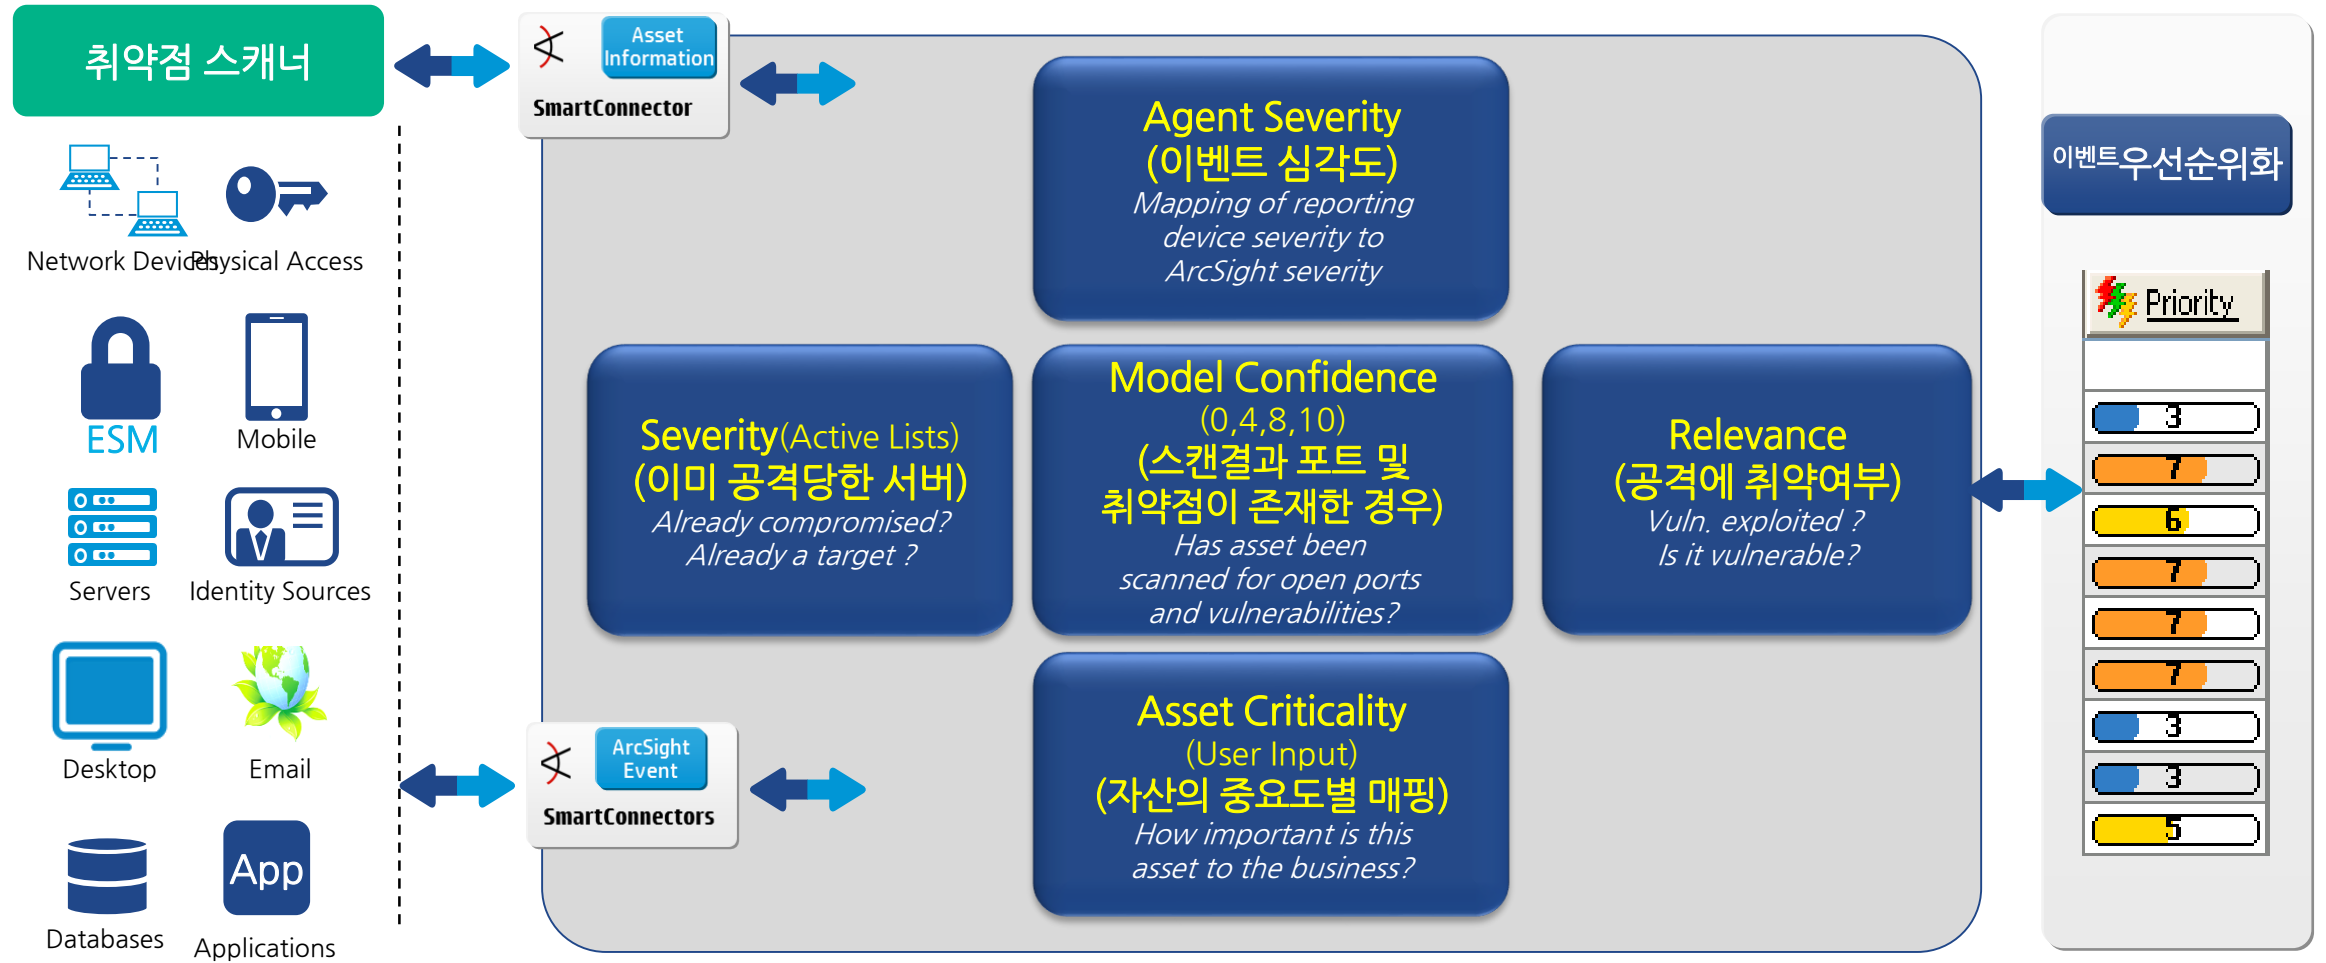 취약점 스캐너
Network Devices
Physical Access
ESM
Mobile
Servers
Identity Sources
Desktop
Email
App
Databases
Applications
Asset
Information
SmartConnector
ArcSight
Event
SmartConnectors
Agent Severity
(이벤트 심각도)
Mapping of reporting
device severity to
ArcSight severity
Severity(Active Lists)
(이미 공격당한 서버)
Already compromised?
Already a target ?
Model Confidence
(0,4,8,10)
(스캔결과 포트 및
취약점이 존재한 경우)
Has asset been
scanned for open ports
and vulnerabilities?
Relevance
(공격에 취약여부)
Vuln. exploited ?
Is it vulnerable?
Asset Criticality
(User Input)
(자산의 중요도별 매핑)
How important is this
asset to the business?
이벤트우선순위화
Priority
3
7
6
7
7
7
3
3
5